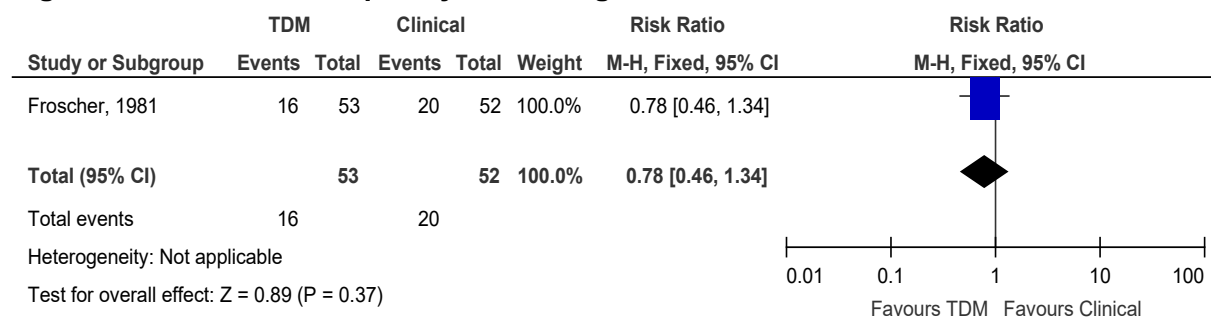 TDM Clinical Risk Ratio Risk Ratio
Study or Subgroup Events Total Events Total Weight M-H, Fixed, 95% CI M-H, Fixed, 95% CI
Froscher, 1981 16 53 20 52 100.0% 0.78 [0.46, 1.34]
Total (95% CI) 53 52 100.0% 0.78 [0.46, 1.34]
Total events 16 20
Heterogeneity: Not applicable
Test for overall effect: Z = 0.89 (P = 0.37)
0.01 0.1 1 10 100
Favours TDM Favours Clinical